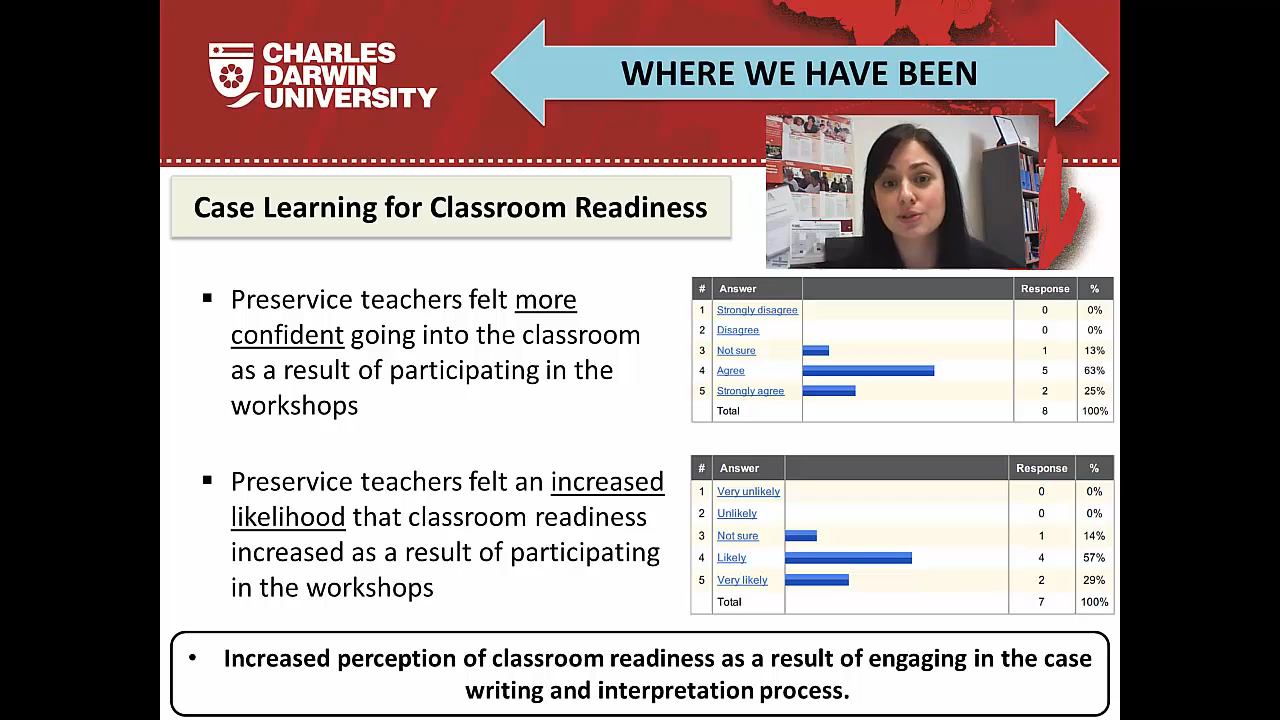 CHARLES
DARWIN
UNIVERSITY
WHERE WE HAVE BEEN
Case Learning for Classroom Readiness
▪ Preservice teachers felt more
confident going into the classroom
as a result of participating in the
workshops
# Answer Response %
1 Strongly disagree 0 0%
2 Disagree 0 0%
3 Not sure 1 13%
4 Agree 5 63%
5 Strongly agree 2 25%
Total 8 100%
▪ Preservice teachers felt an increased
likelihood that classroom readiness
increased as a result of participating
in the workshops
# Answer Response %
1 Very unlikely 0 0%
2 Unlikely 0 0%
3 Not sure 1 14%
4 Likely 4 57%
5 Very likely 2 29%
Total 7 100%
• Increased perception of classroom readiness as a result of engaging in the case
writing and interpretation process.